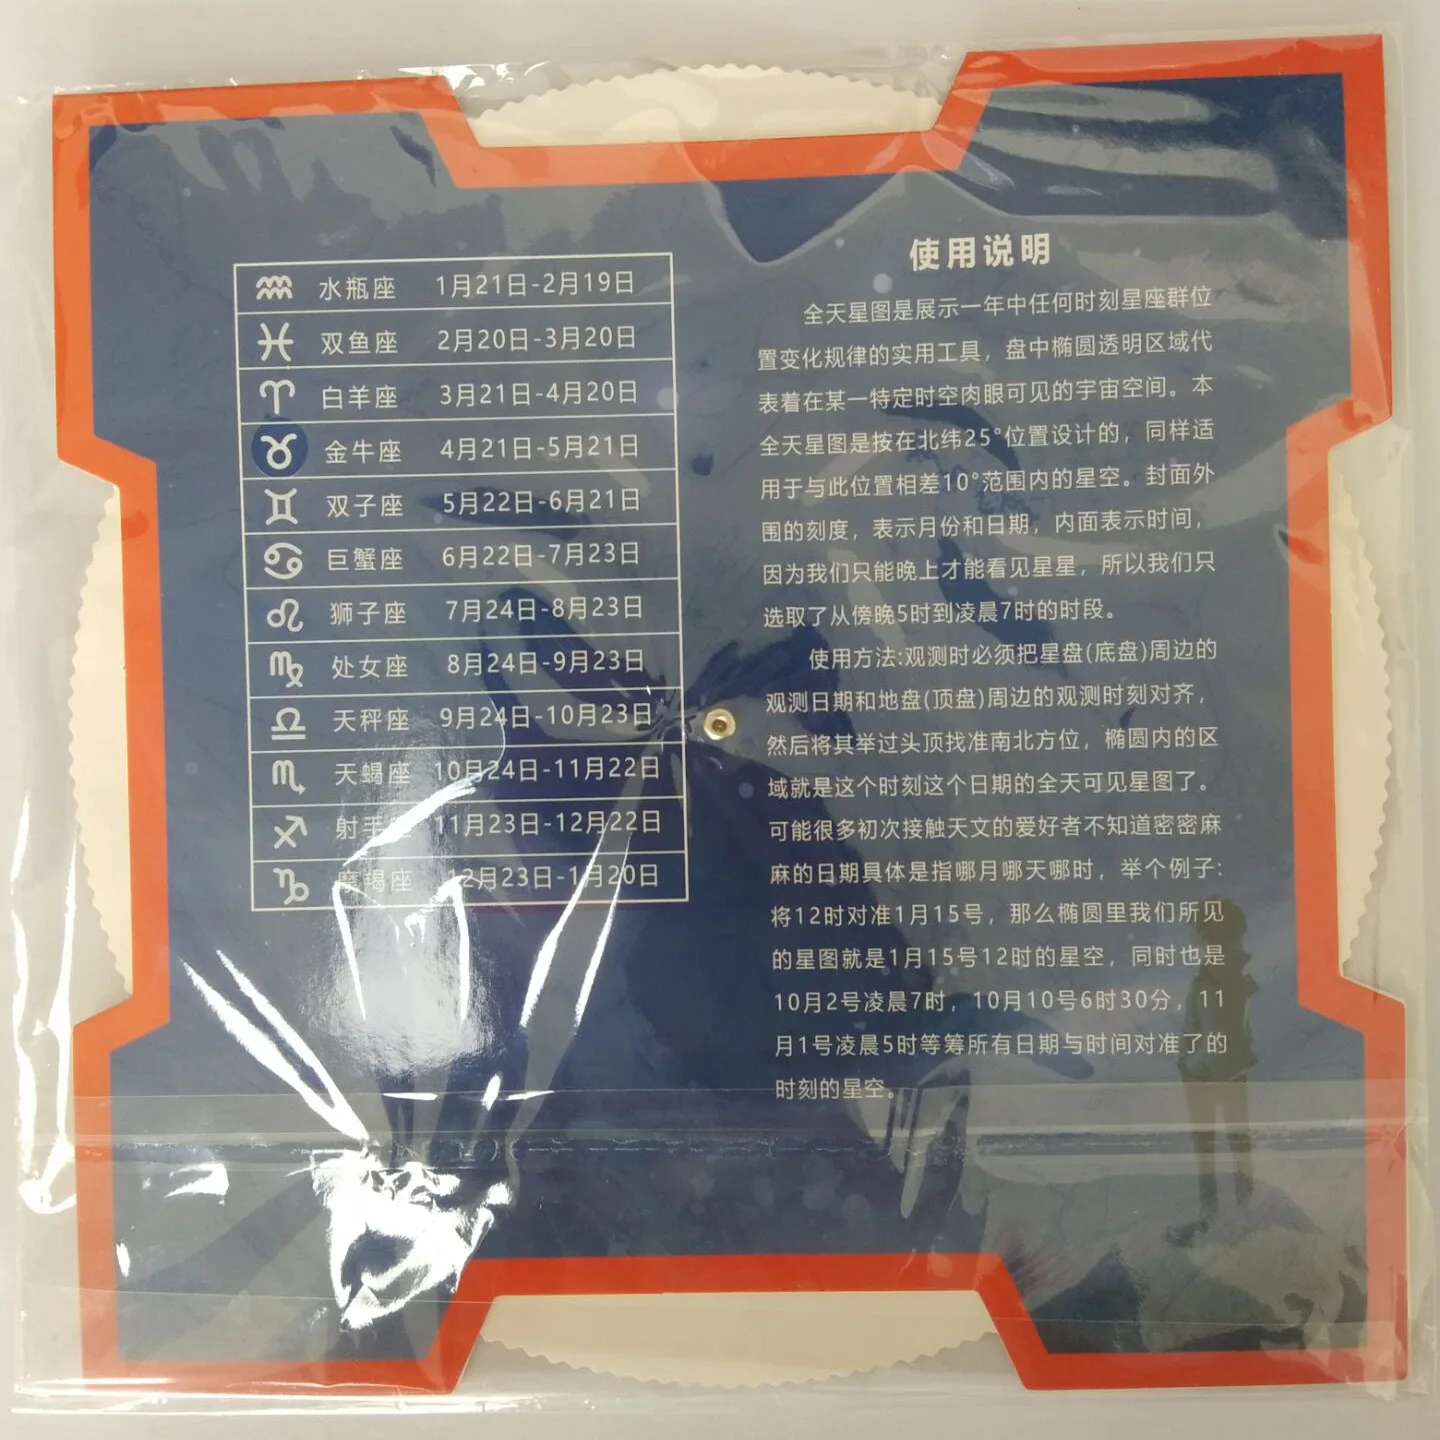 水瓶座 1月21日-2月19日
双鱼座 2月20日-3月20日
白羊座 3月21日-4月20日
金牛座 4月21日-5月21日
双子座 5月22日-6月21日
巨蟹座 6月22日-7月23日
狮子座 7月24日-8月23日
处女座 8月24日-9月23日
天秤座 9月24日-10月23日
天蝎座 10月24日-11月22日
射手座 11月23日-12月22日
摩羯座 12月23日-1月20日
使用说明
全天星图是展示一年中任何时刻星座群位
置变化规律的实用工具，盘中椭圆透明区域代
表着在某一特定时空肉眼可见的宇宙空间。本
全天星图是按在北纬25°位置设计的，同样适
用于与此位置相差10°范围内的星空。封面外
围的刻度，表示月份和日期，内面表示时间，
因为我们只能晚上才能看见星星，所以我们只
选取了从傍晚5时到凌晨7时的时段。
使用方法:观测时必须把星盘(底盘)周边的
观测日期和地盘(顶盘)周边的观测时刻对齐，
然后将其举过头顶找准南北方位，椭圆内的区
域就是这个时刻这个日期的全天可见星图了。
可能很多初次接触天文的爱好者不知道密密麻
麻的日期具体是指哪月哪天哪时，举个例子:
将12时对准1月15号，那么椭圆里我们所见
的星图就是1月15号12时的星空，同时也是
10月2号凌晨7时，10月10号6时30分，11
月1号凌晨5时等筹所有日期与时间对准了的
时刻的星空。